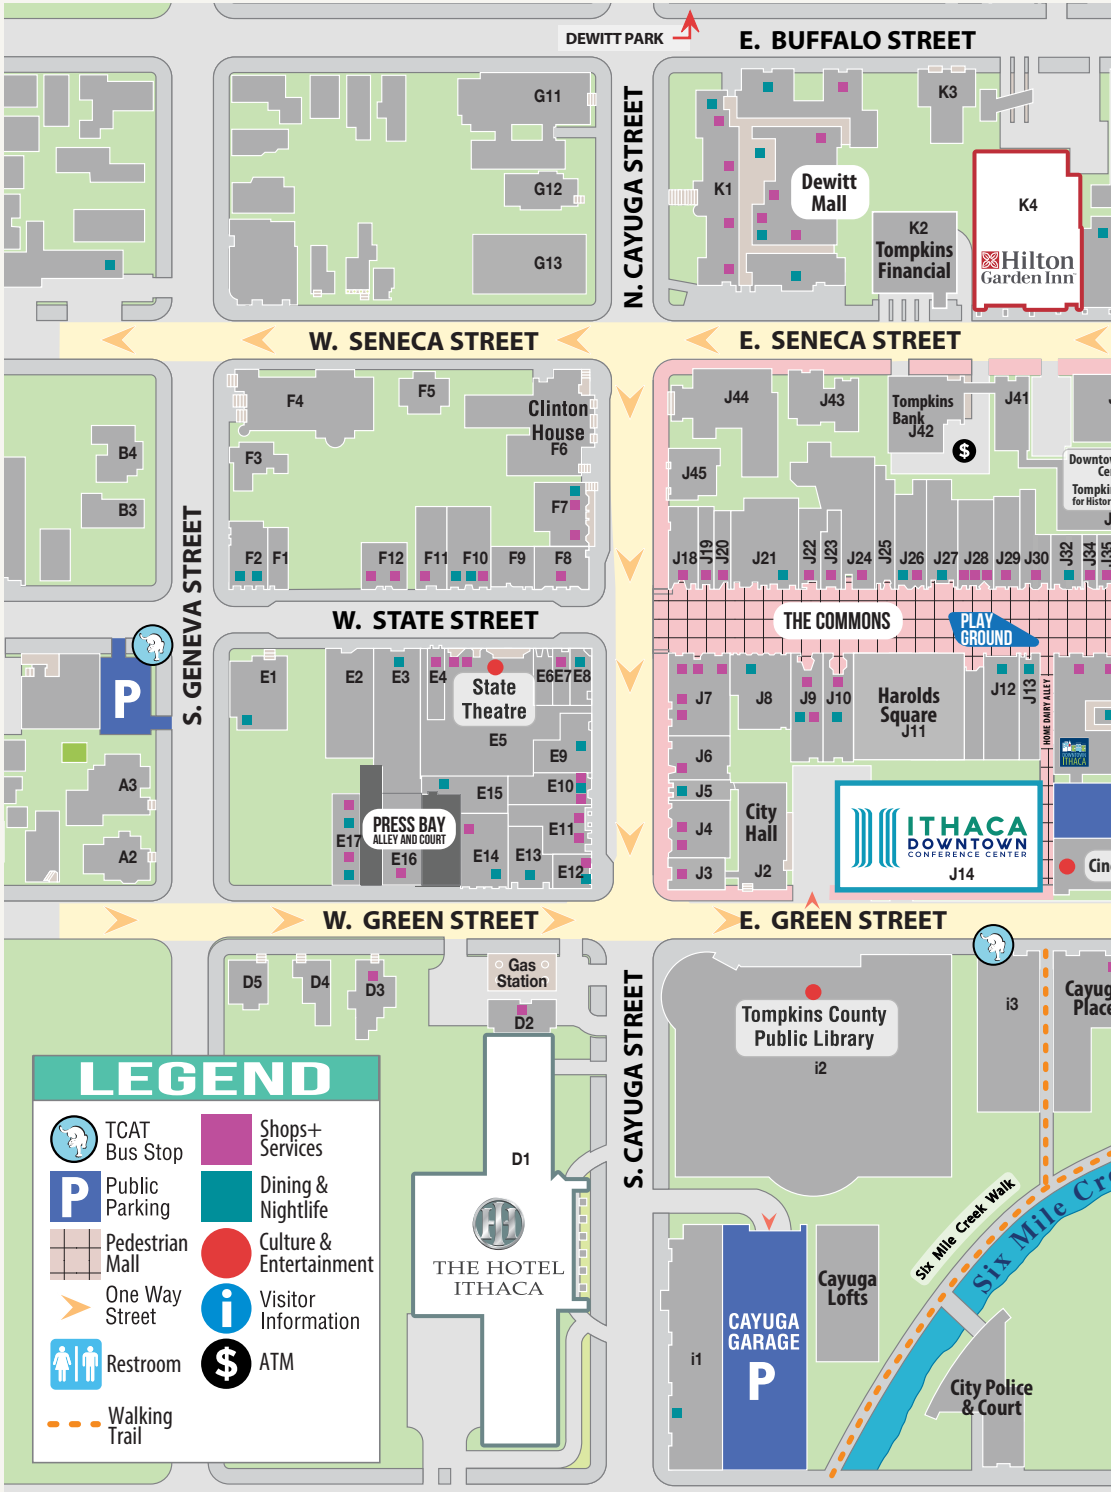 DEWITT PARK
E. BUFFALO STREET
G11
G12
G13
N. CAYUGA STREET
K1
Dewitt
Mall
K3
K2
Tompkins
Financial
K4
Hilton
Garden Inn
W. SENECA STREET
E. SENECA STREET
F4
F5
Clinton
House
F6
F3
F7
F2
F1
F12
F11
F10
F9
F8
B4
B3
S. GENEVA STREET
J44
J43
Tompkins
Bank
J42
$
J41
J45
J18
J19
J20
J21
J22
J23
J24
J25
J26
J27
J28
J29
J30
J32
J34
J35
W. STATE STREET
THE COMMONS
PLAY
GROUND
P
E1
E2
E3
E4
State
Theatre
E5
E6
E7
E8
E9
E10
E11
E12
E13
E14
E15
E16
E17
PRESS BAY
ALLEY AND COURT
A3
A2
J7
J8
J9
J10
Harolds
Square
J11
J12
J13
HOME DAIRY ALLEY
DOWNTOWN
ITHACA
J6
J5
J4
J3
City
Hall
J2
ITHACA
DOWNTOWN
CONFERENCE CENTER
J14
W. GREEN STREET
E. GREEN STREET
D5
D4
D3
Gas
Station
D2
S. CAYUGA STREET
Tompkins County
Public Library
i2
i3
D1
THE HOTEL
ITHACA
Six Mile Creek Walk
i1
CAYUGA
GARAGE
P
Cayuga
Lofts
City Police
& Court
LEGEND
TCAT
Bus Stop
Shops+
Services
P
Public
Parking
Dining &
Nightlife
Pedestrian
Mall
Culture &
Entertainment
One Way
Street
i
Visitor
Information
Restroom
$
ATM
Walking
Trail